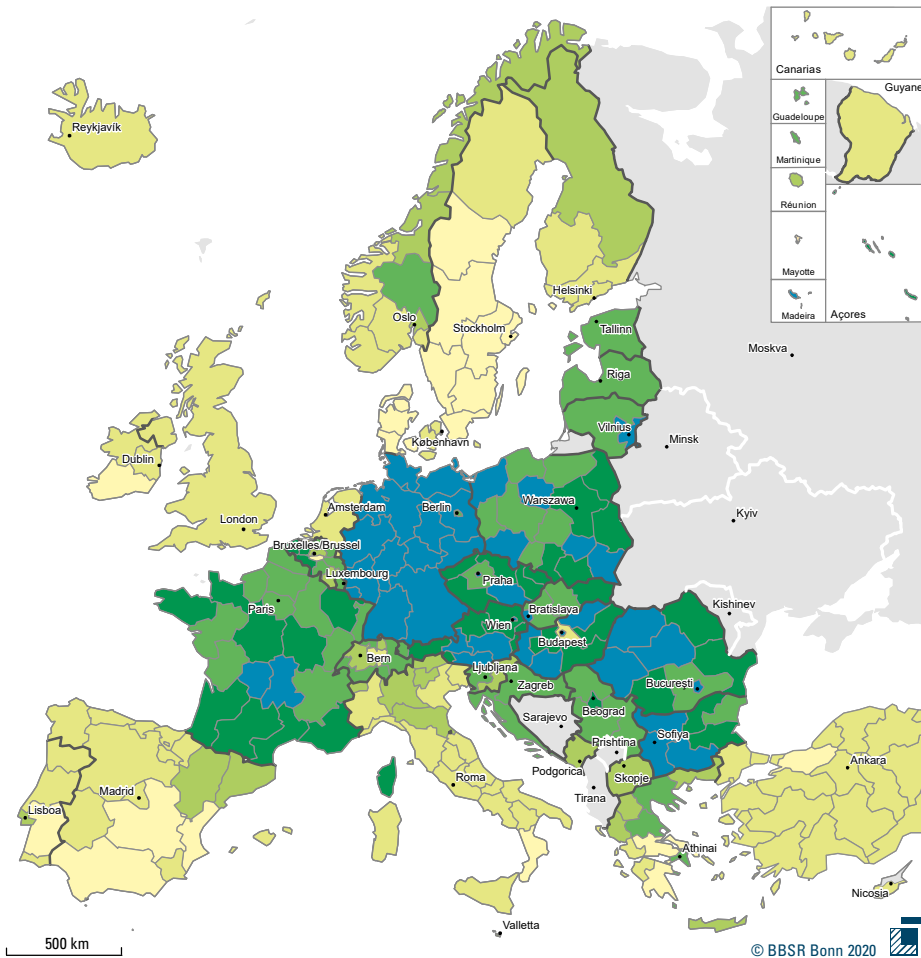 Canarias
Guyane
Guadeloupe
Martinique
Réunion
Mayotte
Madeira
Açores
Reykjavík
Helsinki
Oslo
Stockholm
Tallinn
Moskva
Riga
Vilnius
København
Minsk
Dublin
Amsterdam
Berlin
Warszawa
London
Kyiv
Bruxelles/Brussel
Luxembourg
Praha
Paris
Kishinev
Bratislava
Wien
Budapest
Bern
Ljubljana
Zagreb
Bucureşti
Beograd
Sarajevo
Sofiya
Prishtina
Podgorica
Skopje
Ankara
Roma
Madrid
Tirana
Lisboa
Athinai
Nicosia
Valletta
500 km
© BBSR Bonn 2020